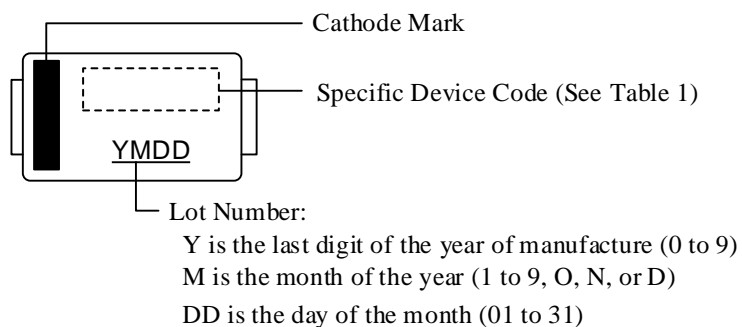 Cathode Mark
Specific Device Code (See Table 1)
YMDD
Lot Number:
Y is the last digit of the year of manufacture (0 to 9)
M is the month of the year (1 to 9, O, N, or D)
DD is the day of the month (01 to 31)